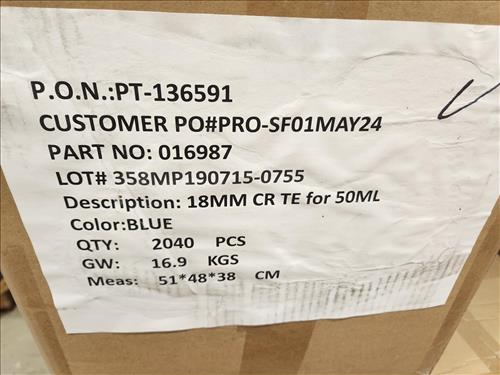 P.O.N.:PT-136591
CUSTOMER PO#PRO-SF01MAY24
PART NO: 016987
LOT# 358MP190715-0755
Description: 18MM CR TE for 50ML
Color:BLUE
QTY: 2040 PCS
GW: 16.9 KGS
Meas: 51*48*38 CM